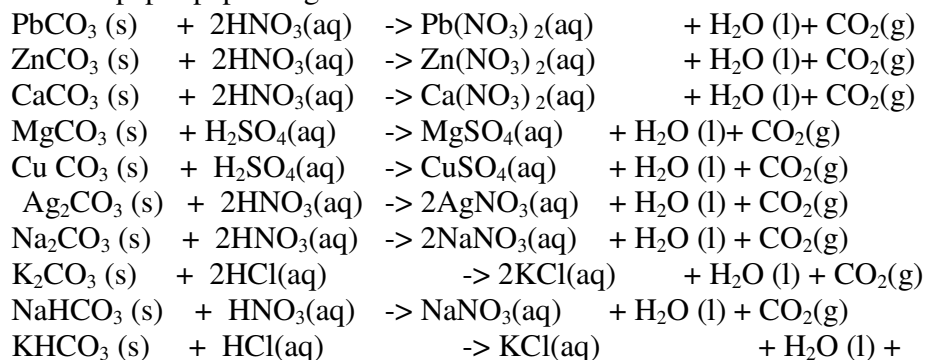 PbCO₃ (s) + 2HNO₃(aq) -> Pb(NO₃) ₂(aq) + H₂O (l)+ CO₂(g)
ZnCO₃ (s) + 2HNO₃(aq) -> Zn(NO₃) ₂(aq) + H₂O (l)+ CO₂(g)
CaCO₃ (s) + 2HNO₃(aq) -> Ca(NO₃) ₂(aq) + H₂O (l)+ CO₂(g)
MgCO₃ (s) + H₂SO₄(aq) -> MgSO₄(aq) + H₂O (l)+ CO₂(g)
Cu CO₃ (s) + H₂SO₄(aq) -> CuSO₄(aq) + H₂O (l) + CO₂(g)
Ag₂CO₃ (s) + 2HNO₃(aq) -> 2AgNO₃(aq) + H₂O (l) + CO₂(g)
Na₂CO₃ (s) + 2HNO₃(aq) -> 2NaNO₃(aq) + H₂O (l) + CO₂(g)
K₂CO₃ (s) + 2HCl(aq) -> 2KCl(aq) + H₂O (l) + CO₂(g)
NaHCO₃ (s) + HNO₃(aq) -> NaNO₃(aq) + H₂O (l) + CO₂(g)
KHCO₃ (s) + HCl(aq) -> KCl(aq) + H₂O (l) +